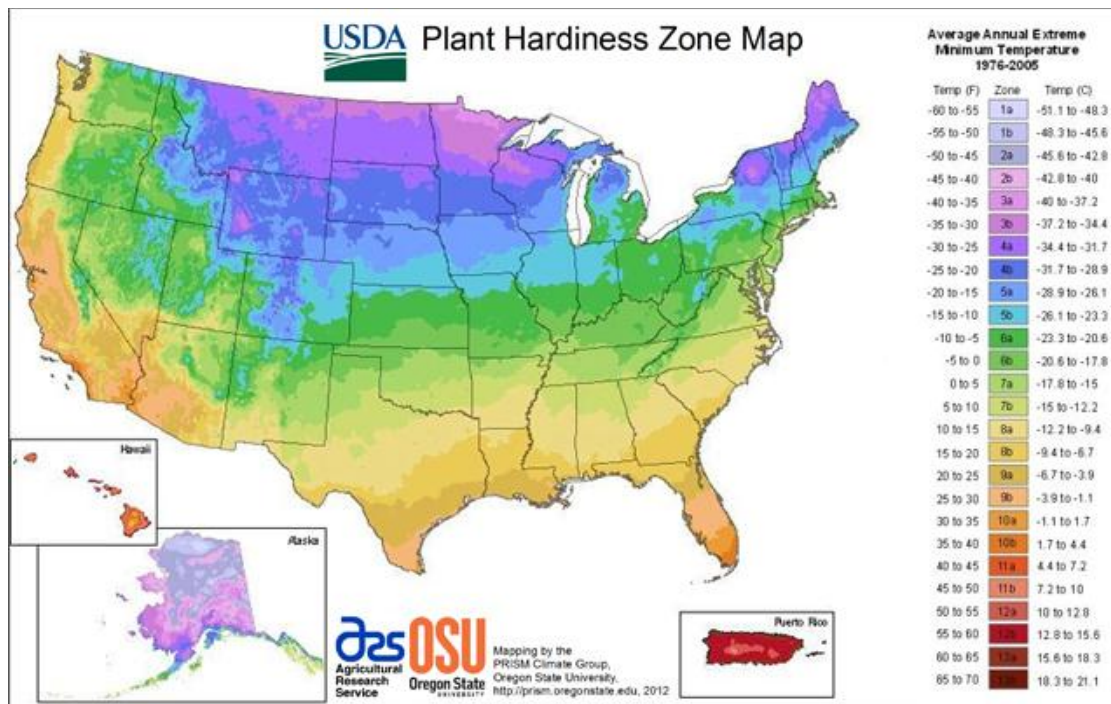 USDA Plant Hardiness Zone Map
Average Annual Extreme
Minimum Temperature
1976-2005
Temp (F) Zone Temp (C)
-60 to -55 1a -51.1 to -48.3
-55 to -50 1b -48.3 to -45.6
-50 to -45 2a -45.6 to -42.8
-45 to -40 2b -42.8 to -40
-40 to -35 3a -40 to -37.2
-35 to -30 3b -37.2 to -34.4
-30 to -25 4a -34.4 to -31.7
-25 to -20 4b -31.7 to -28.9
-20 to -15 5a -28.9 to -26.1
-15 to -10 5b -26.1 to -23.3
-10 to -5 6a -23.3 to -20.6
-5 to 0 6b -20.6 to -17.8
0 to 5 7a -17.8 to -15
5 to 10 7b -15 to -12.2
10 to 15 8a -12.2 to -9.4
15 to 20 8b -9.4 to -6.7
20 to 25 9a -6.7 to -3.9
25 to 30 9b -3.9 to -1.1
30 to 35 10a -1.1 to 1.7
35 to 40 10b 1.7 to 4.4
40 to 45 11a 4.4 to 7.2
45 to 50 11b 7.2 to 10
50 to 55 12a 10 to 12.8
55 to 60 12b 12.8 to 15.6
60 to 65 13a 15.6 to 18.3
65 to 70 13b 18.3 to 21.1
Hawaii
Alaska
Puerto Rico
ars
Agricultural
Research
Service
OSU
Oregon State
UNIVERSITY
Mapping by the
PRISM Climate Group,
Oregon State University,
http://prism.oregonstate.edu, 2012